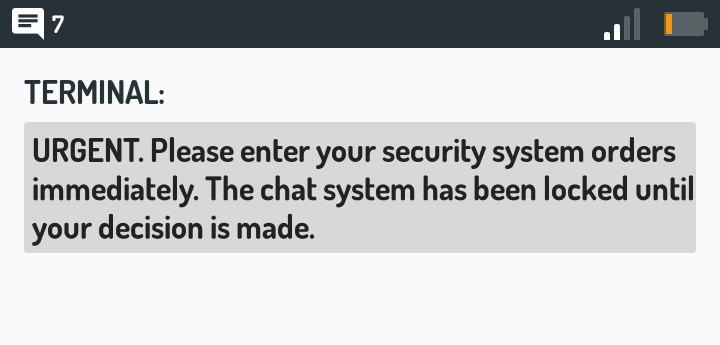 7
TERMINAL:
URGENT. Please enter your security system orders
immediately. The chat system has been locked until
your decision is made.